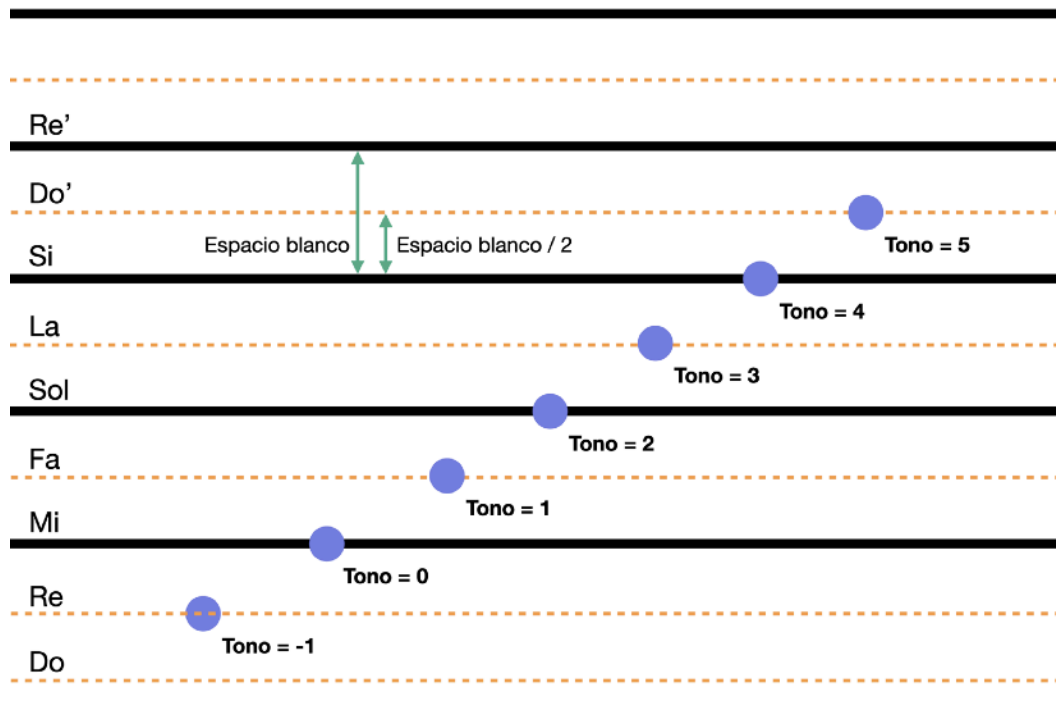 Re’
Do’
Espacio blanco
Espacio blanco / 2
Tono = 5
Si
Tono = 4
La
Tono = 3
Sol
Tono = 2
Fa
Tono = 1
Mi
Tono = 0
Re
Tono = -1
Do